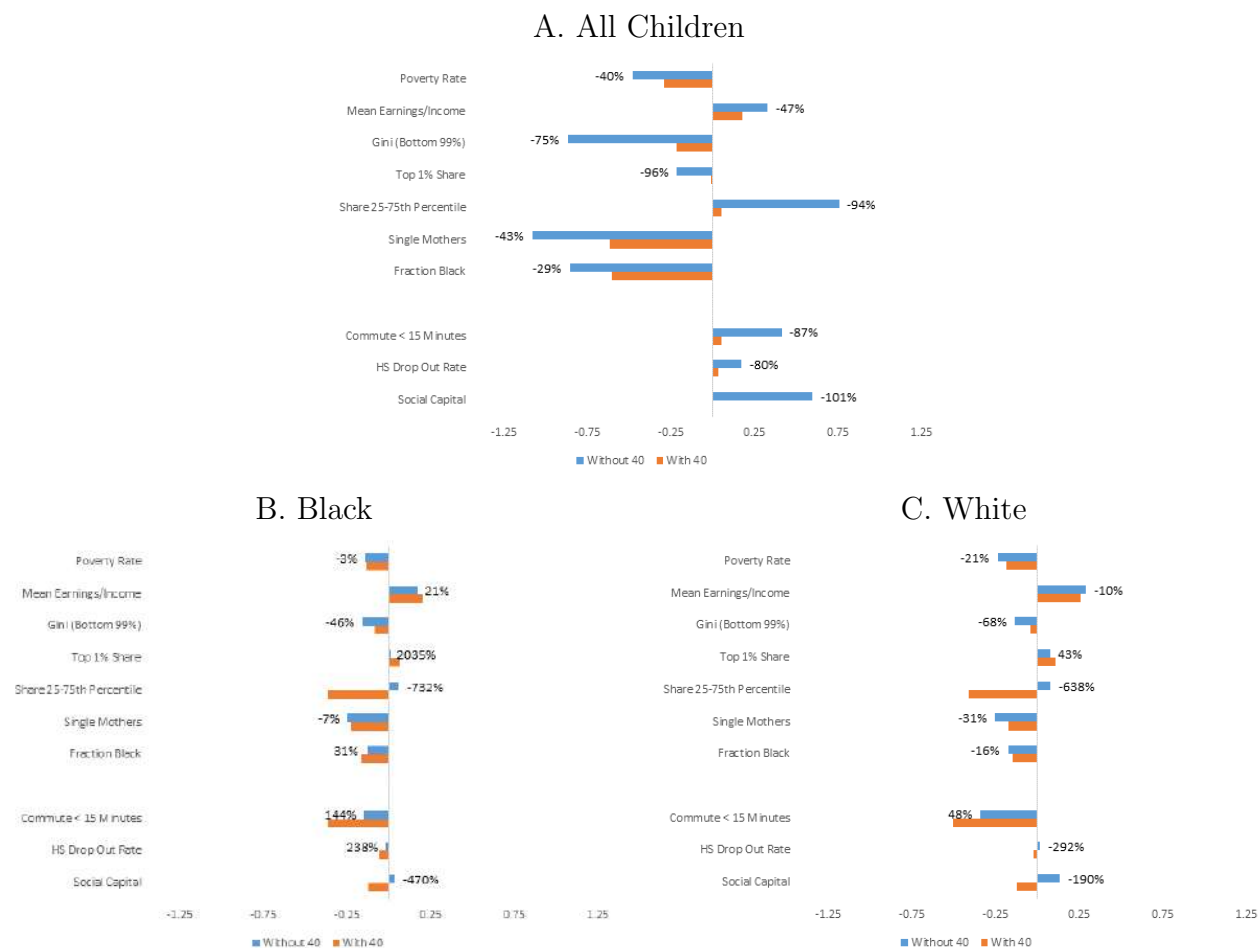 A. All Children
Poverty Rate -40%
Mean Earnings/Income -47%
Gini (Bottom 99%) -75%
Top 1% Share -96%
Share 25-75th Percentile -94%
Single Mothers -43%
Fraction Black -29%
Commute < 15 Minutes -87%
HS Drop Out Rate -80%
Social Capital -101%
-1.25 -0.75 -0.25 0.25 0.75 1.25
Without 40 With 40
B. Black
Poverty Rate -3%
Mean Earnings/Income 21%
Gini (Bottom 99%) -46%
Top 1% Share 2035%
Share 25-75th Percentile -732%
Single Mothers -7%
Fraction Black 31%
Commute < 15 Minutes 144%
HS Drop Out Rate 238%
Social Capital -470%
-1.25 -0.75 -0.25 0.25 0.75 1.25
Without 40 With 40
C. White
Poverty Rate -21%
Mean Earnings/Income -10%
Gini (Bottom 99%) -68%
Top 1% Share 43%
Share 25-75th Percentile -638%
Single Mothers -31%
Fraction Black -16%
Commute < 15 Minutes 48%
HS Drop Out Rate -292%
Social Capital -190%
-1.25 -0.75 -0.25 0.25 0.75 1.25
Without 40 With 40